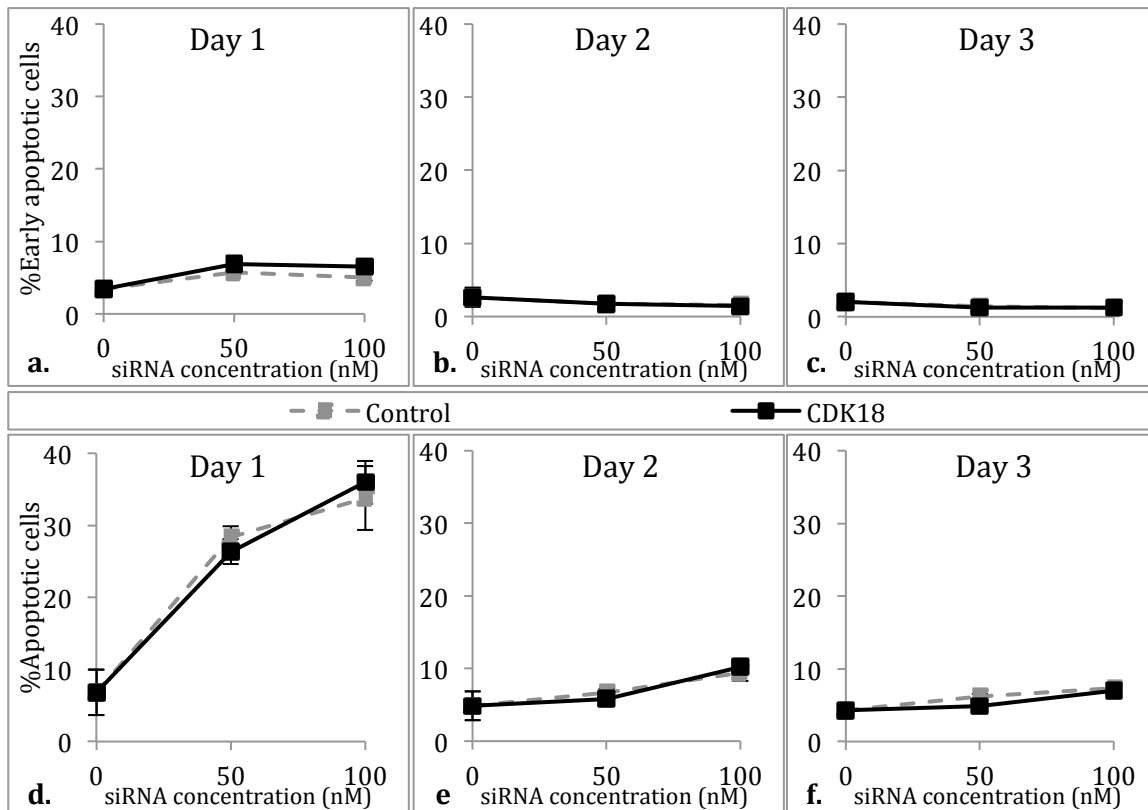 Day 1
Day 2
Day 3
%Early apoptotic cells
40
30
20
10
0
40
30
20
10
0
40
30
20
10
0
0 50 100
0 50 100
0 50 100
a. siRNA concentration (nM)
b. siRNA concentration (nM)
c. siRNA concentration (nM)
Control CDK18
Day 1
Day 2
Day 3
%Apoptotic cells
40
30
20
10
0
40
30
20
10
0
40
30
20
10
0
0 50 100
0 50 100
0 50 100
d. siRNA concentration (nM)
e siRNA concentration (nM)
f. siRNA concentration (nM)